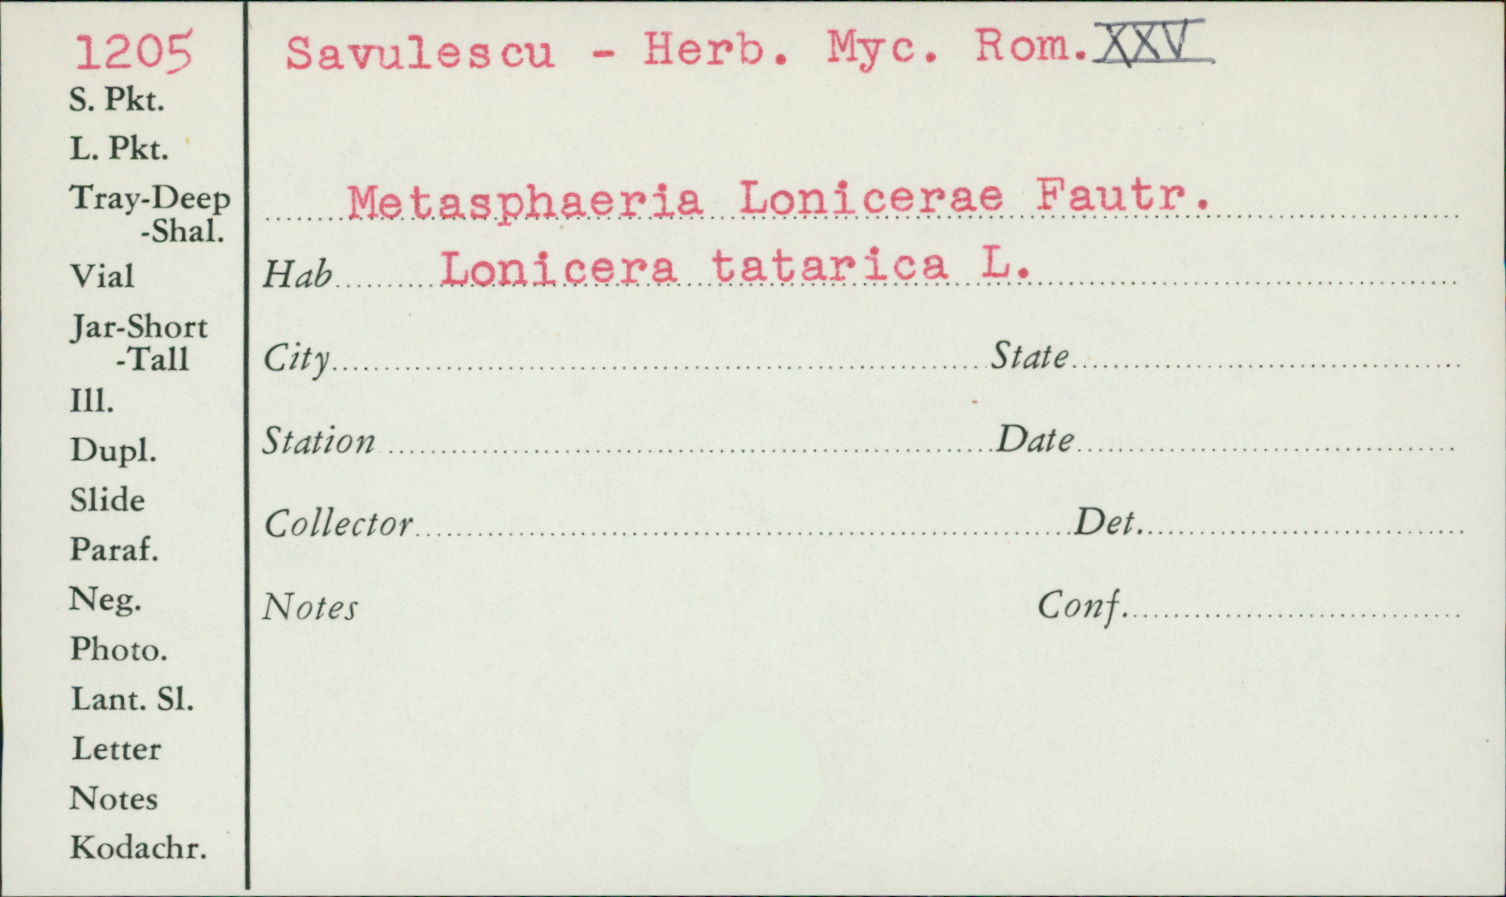 1205
S. Pkt.
L. Pkt.
Tray-Deep
-Shal.
Vial
Jar-Short
-Tall
Ill.
Dupl.
Slide
Paraf.
Neg.
Photo.
Lant. Sl.
Letter
Notes
Kodachr.
Savulescu - Herb. Myc. Rom. XXV
Metasphaeria Lonicerae Fautr.
Hab Lonicera tatarica L.
City State
Station Date
Collector Det.
Notes Conf.